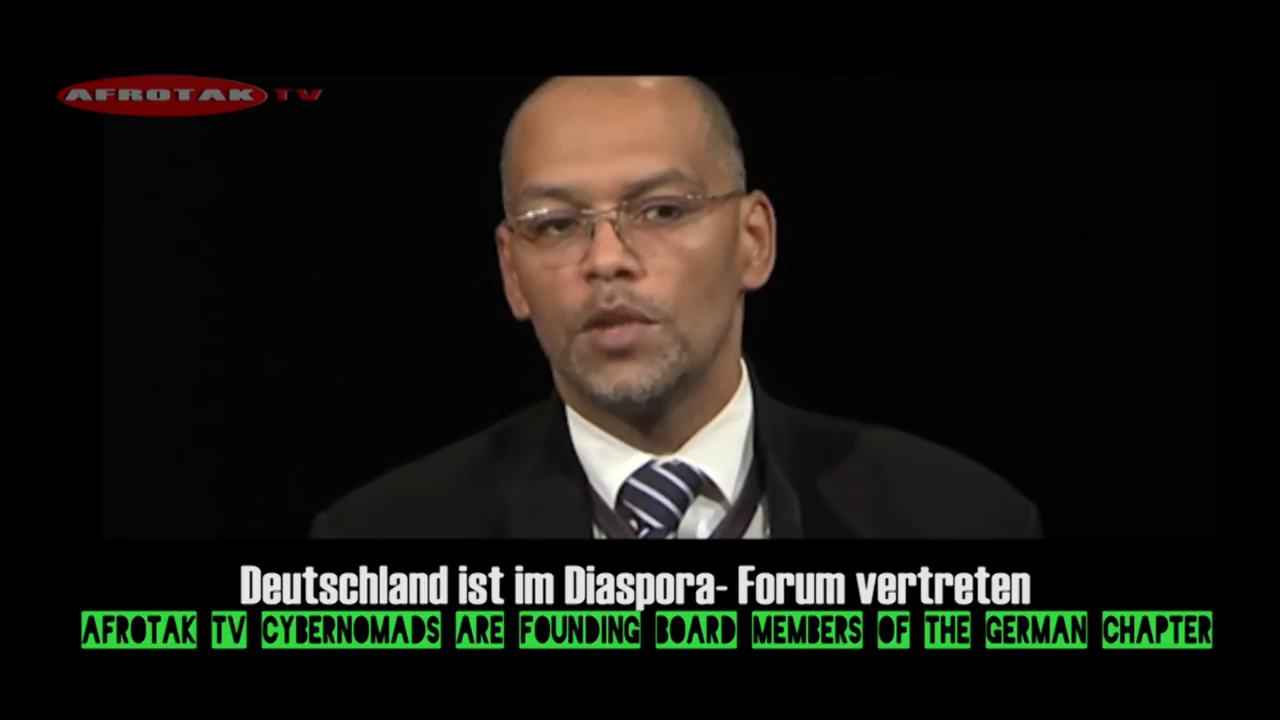 AFROTAK TV
Deutschland ist im Diaspora- Forum vertreten
AFROTAK TV CYBERNOMADS ARE FOUNDING BOARD MEMBERS OF THE GERMAN CHAPTER